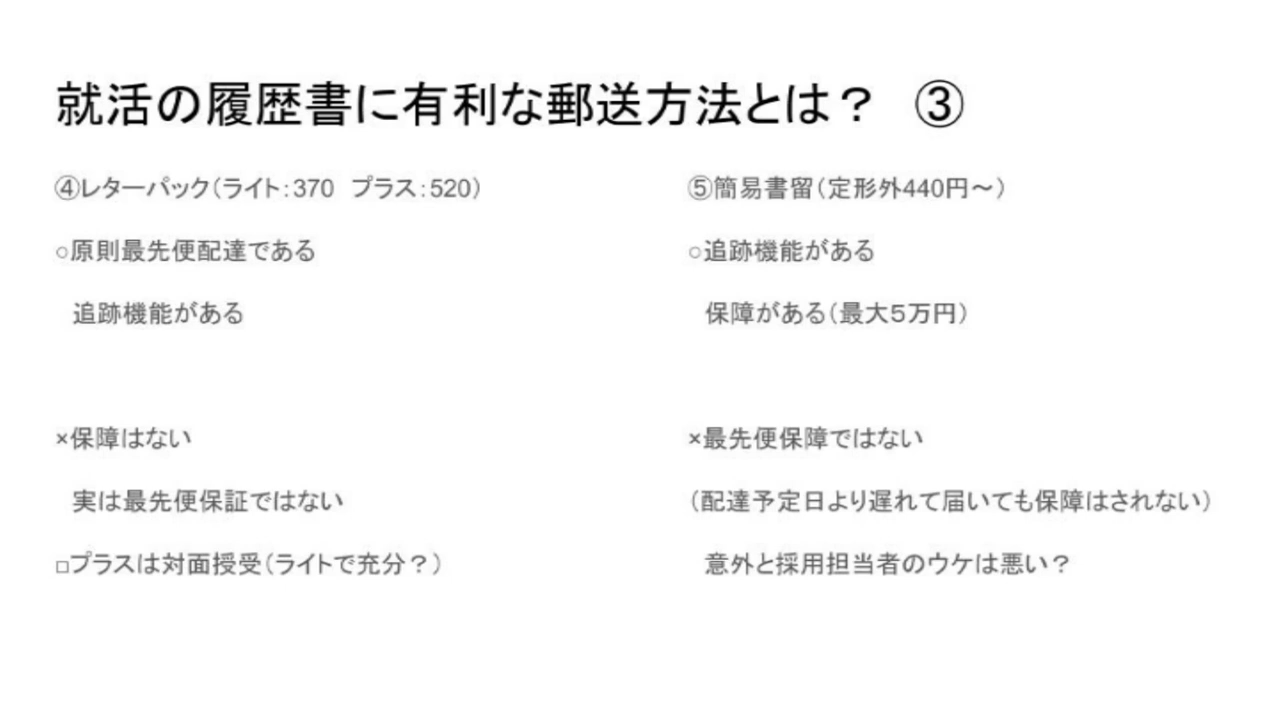 就活の履歴書に有利な郵送方法とは？　③
④レターパック（ライト：370　プラス：520）
○原則最先便配達である
追跡機能がある
×保障はない
実は最先便保証ではない
□プラスは対面授受（ライトで充分？）
⑤簡易書留（定形外440円～）
○追跡機能がある
保障がある（最大５万円）
×最先便保障ではない
（配達予定日より遅れて届いても保障はされない）
意外と採用担当者のウケは悪い？